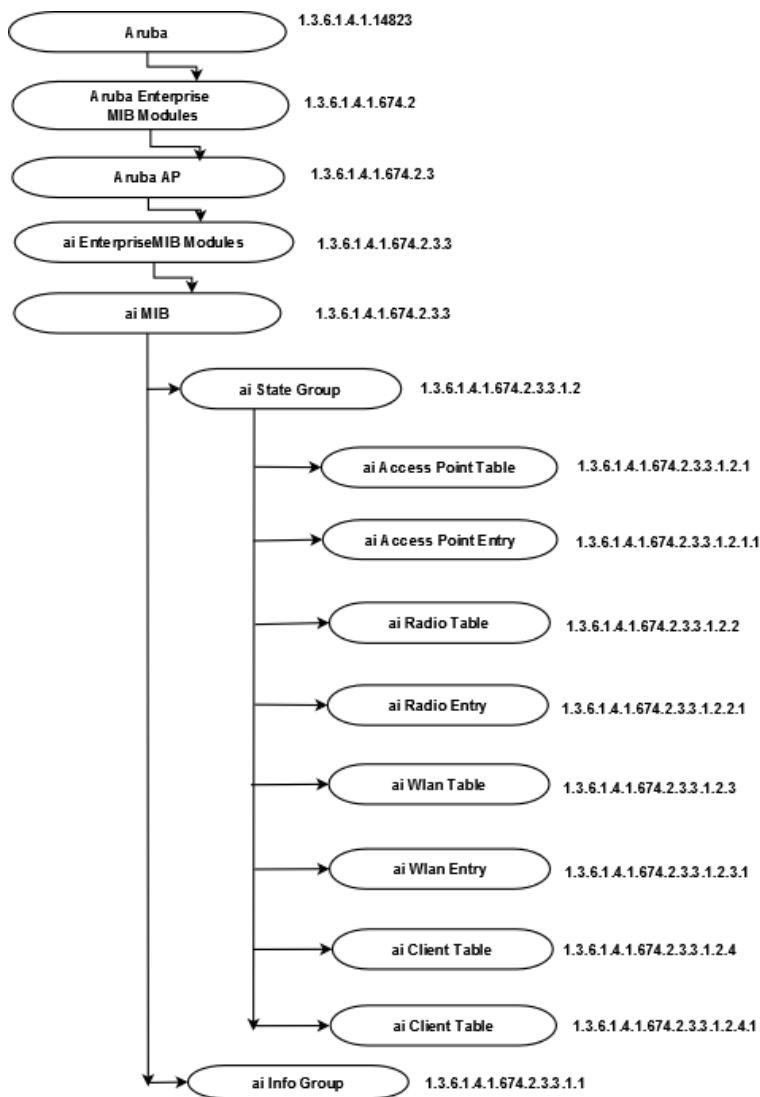 Aruba 1.3.6.1.4.1.14823
Aruba Enterprise
MIB Modules 1.3.6.1.4.1.674.2
Aruba AP 1.3.6.1.4.1.674.2.3
ai EnterpriseMIB Modules 1.3.6.1.4.1.674.2.3.3
ai MIB 1.3.6.1.4.1.674.2.3.3
ai State Group 1.3.6.1.4.1.674.2.3.3.1.2
ai Access Point Table 1.3.6.1.4.1.674.2.3.3.1.2.1
ai Access Point Entry 1.3.6.1.4.1.674.2.3.3.1.2.1.1
ai Radio Table 1.3.6.1.4.1.674.2.3.3.1.2.2
ai Radio Entry 1.3.6.1.4.1.674.2.3.3.1.2.2.1
ai Wlan Table 1.3.6.1.4.1.674.2.3.3.1.2.3
ai Wlan Entry 1.3.6.1.4.1.674.2.3.3.1.2.3.1
ai Client Table 1.3.6.1.4.1.674.2.3.3.1.2.4
ai Client Table 1.3.6.1.4.1.674.2.3.3.1.2.4.1
ai Info Group 1.3.6.1.4.1.674.2.3.3.1.1